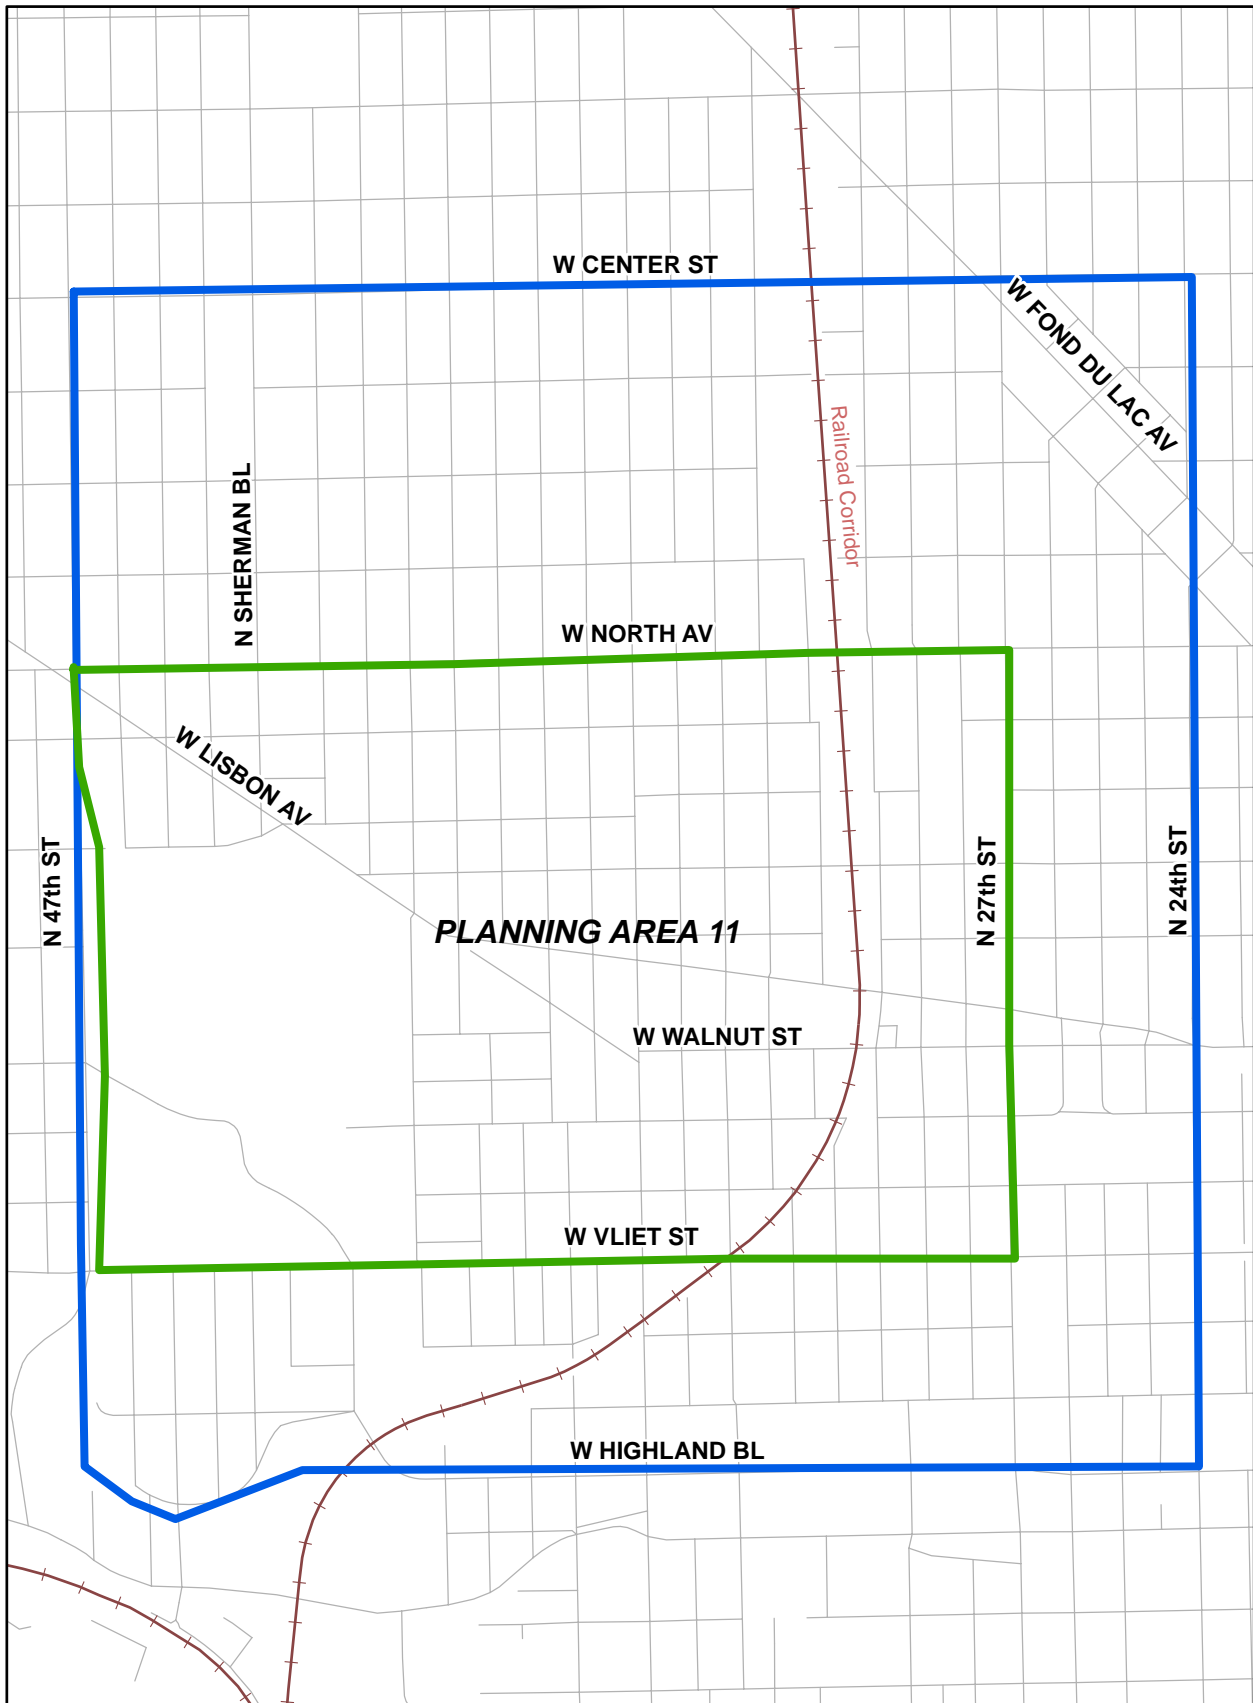 W CENTER ST
W FOND DU LAC AV
Railroad Corridor
N SHERMAN BL
W NORTH AV
W LISBON AV
N 47th ST
N 27th ST
N 24th ST
PLANNING AREA 11
W WALNUT ST
W VLIET ST
W HIGHLAND BL